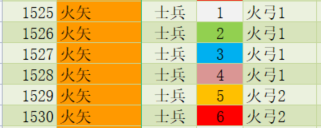 1525 火矢 士兵 1 火弓1
1526 火矢 士兵 2 火弓1
1527 火矢 士兵 3 火弓1
1528 火矢 士兵 4 火弓1
1529 火矢 士兵 5 火弓2
1530 火矢 士兵 6 火弓2